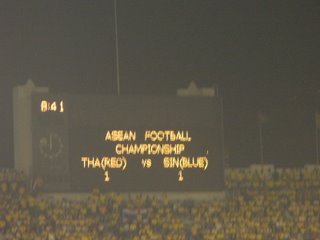 8:41
ASEAN FOOTBALL
CHAMPIONSHIP
THA(RED) VS SIN(BLUE)
1 1